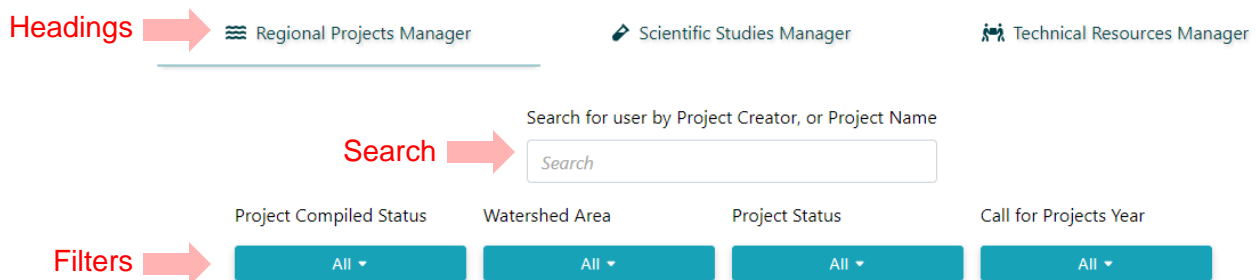 Headings
Regional Projects Manager
Scientific Studies Manager
Technical Resources Manager
Search for user by Project Creator, or Project Name
Search
Search
Project Compiled Status
Watershed Area
Project Status
Call for Projects Year
Filters
All
All
All
All